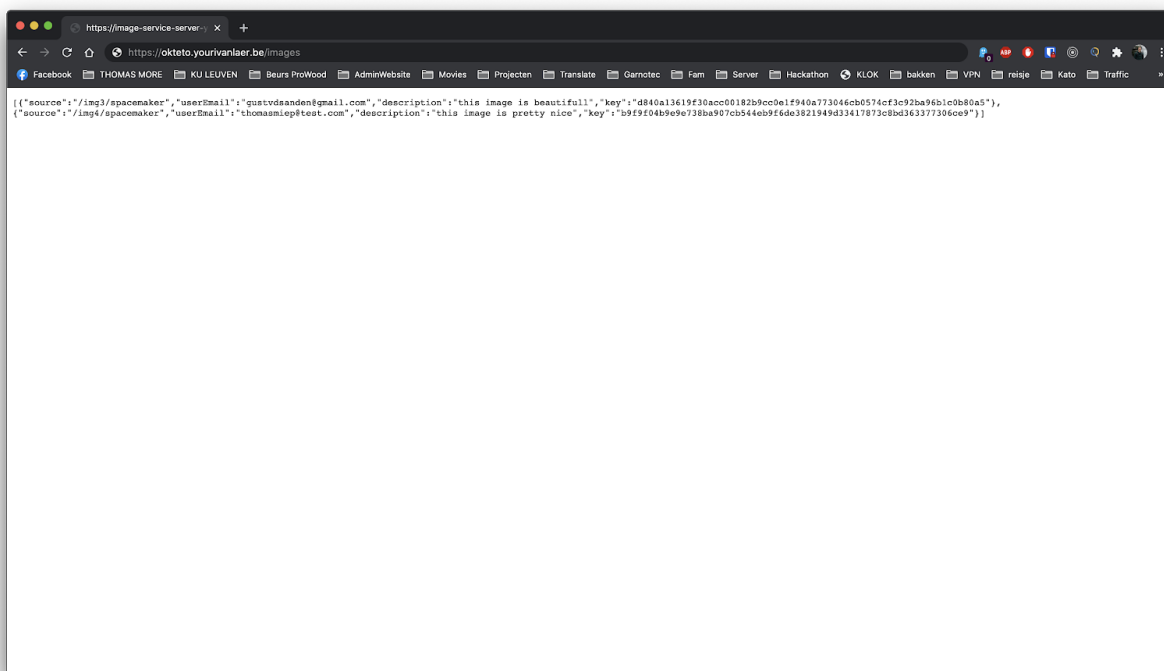 https://image-service-server-y
https://okteto.yourivanlaer.be/images
Facebook THOMAS MORE KU LEUVEN Beurs ProWood AdminWebsite Movies Projecten Translate Garnotec Fam Server Hackathon KLOK bakken VPN reisje Kato Traffic »
[{"source":"/img3/spacemaker","userEmail":"gustvdsanden@gmail.com","description":"this image is beautifull","key":"d840a13619f30acc00182b9cc0e1f940a773046cb0574cf3c92ba96b1c0b80a5"},
{"source":"/img4/spacemaker","userEmail":"thomasmiep@test.com","description":"this image is pretty nice","key":"b9f9f04b9e9e738ba907cb544eb9f6de3821949d33417873c8bd363377306ce9"}]